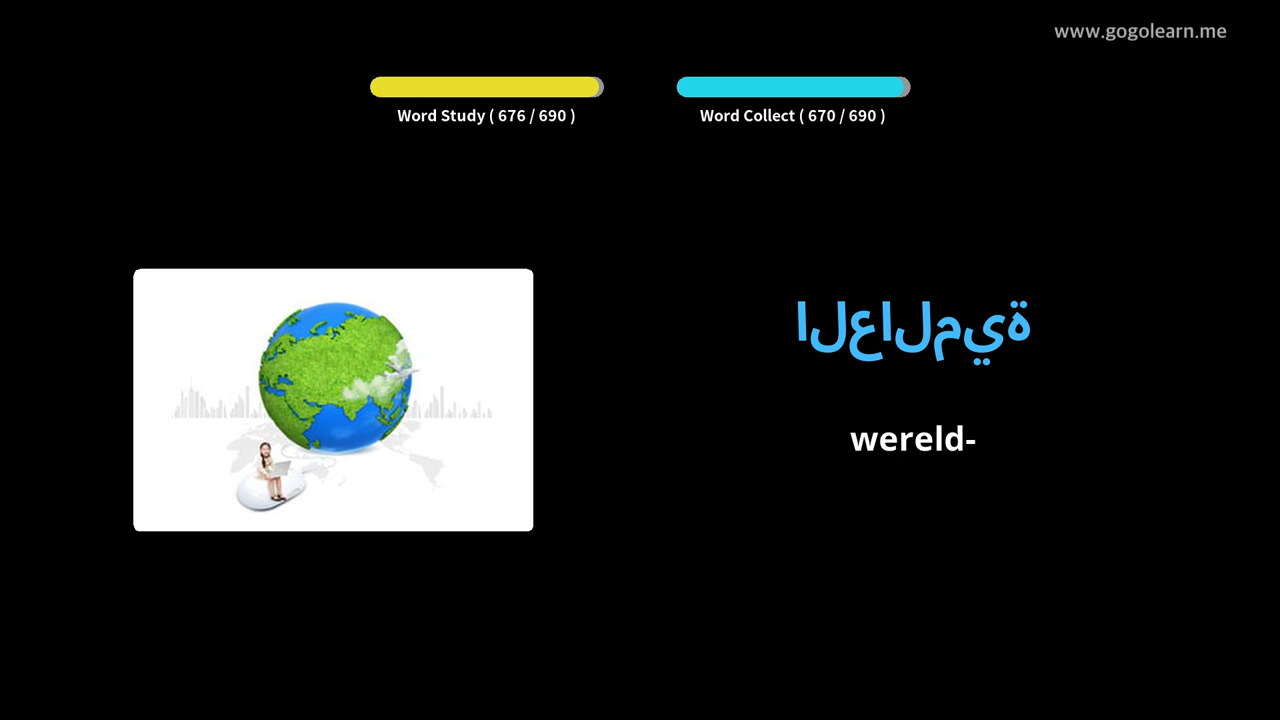 www.gogolearn.me
Word Study ( 676 / 690 )
Word Collect ( 670 / 690 )
العالمية
wereld-